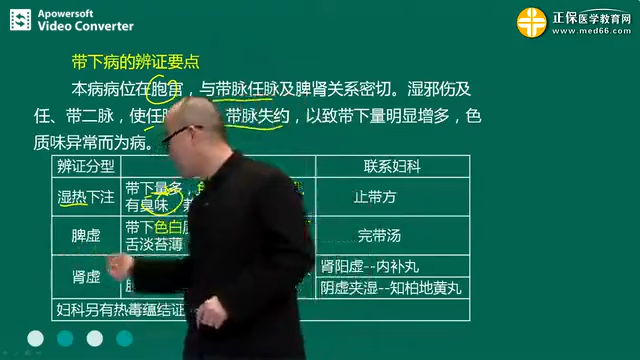 Apowersoft
Video Converter
正保医学教育网
www.med66.com
带下病的辨证要点
本病病位在胞宫,与带脉任脉及脾肾关系密切。湿邪伤及
任、带二脉,使任 带脉失约,以致带下量明显增多,色
质味异常而为病。
辨证分型 联系妇科
湿热下注 带下量多, 止带方
有臭味,
脾虚 带下色白 完带汤
舌淡苔薄
肾虚 肾阳虚--内补丸
阴虚夹湿--知柏地黄丸
妇科另有热毒蕴结证